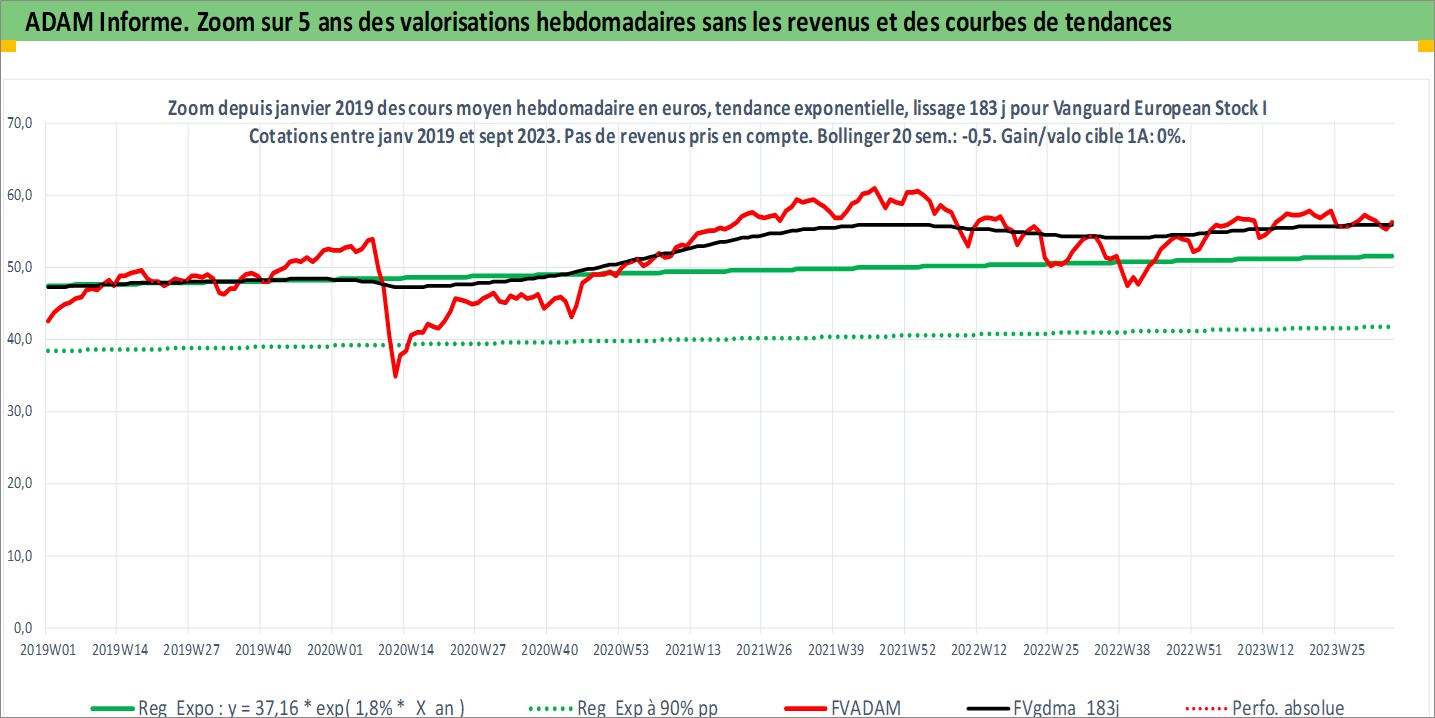 ADAM Informe. Zoom sur 5 ans des valorisations hebdomadaires sans les revenus et des courbes de tendances
Zoom depuis janvier 2019 des cours moyen hebdomadaire en euros, tendance exponentielle, lissage 183 j pour Vanguard European Stock I
Cotations entre janv 2019 et sept 2023. Pas de revenus pris en compte. Bollinger 20 sem.: -0,5. Gain/valo cible 1A: 0%.
70,0
60,0
50,0
40,0
30,0
20,0
10,0
0,0
2019W01 2019W14 2019W27 2019W40 2020W01 2020W14 2020W27 2020W40 2020W53 2021W13 2021W26 2021W39 2021W52 2022W12 2022W25 2022W38 2022W51 2023W12 2023W25
Reg Expo : y = 37,16 * exp( 1,8% * X an ) Reg Exp à 90% pp FVADAM FVgdma 183j Perfo. absolue